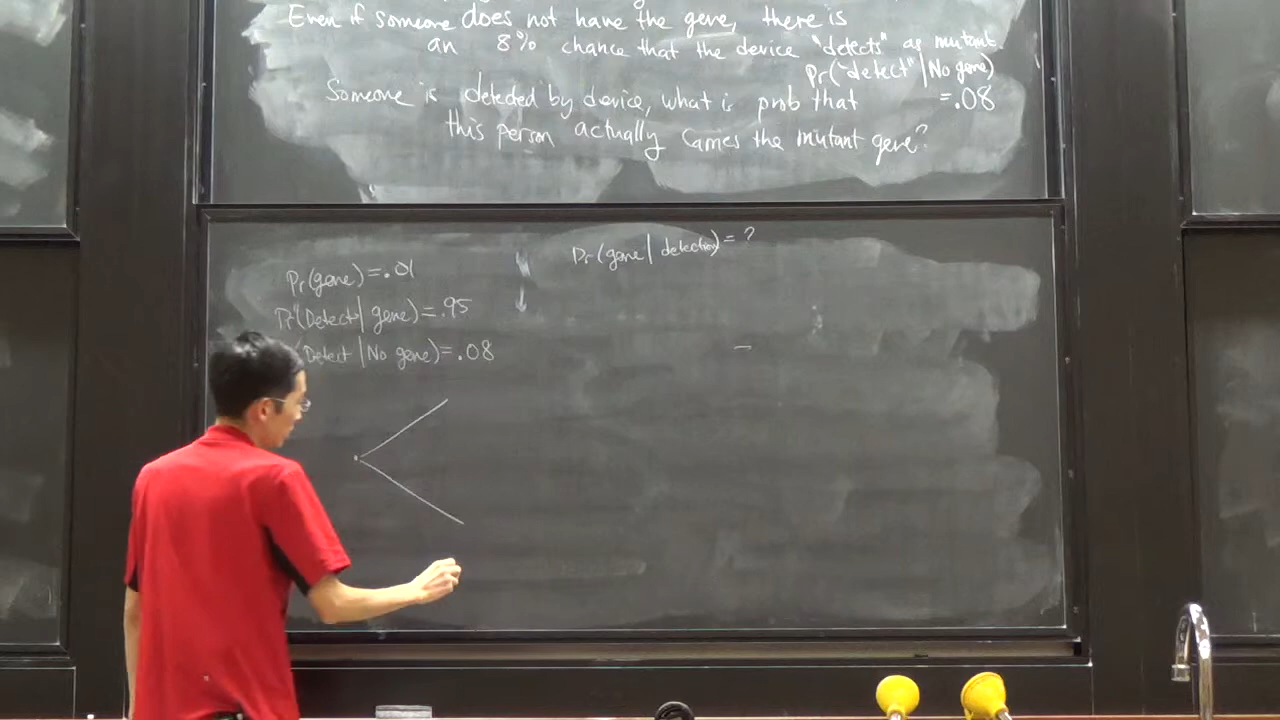 Even if someone does not have the gene, there is
an 8% chance that the device "detects" as mutant.
Pr("detect" | No gene)
=.08
Someone is detected by device, what is prob that
this person actually carries the mutant gene?
Pr(gene | detection) = ?
Pr(gene)=.01
Pr(Detect | gene)=.95
(Detect | No gene)=.08